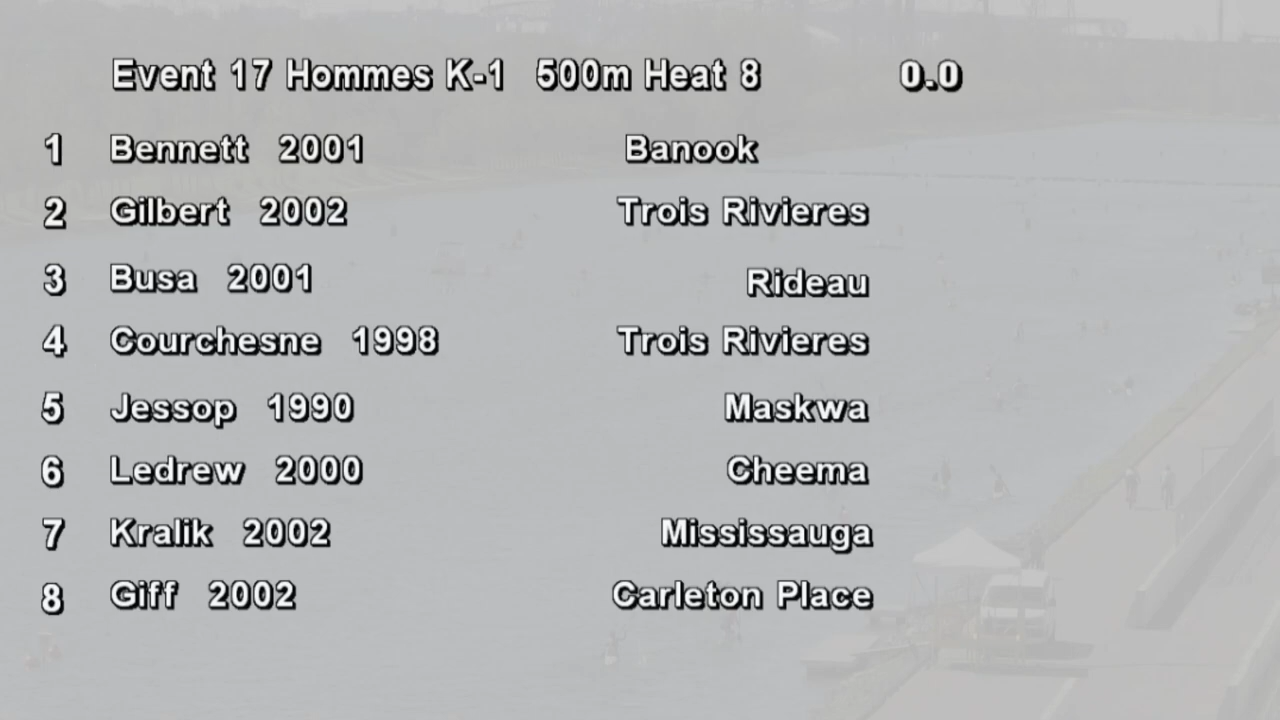 Event 17 Hommes K-1 500m Heat 8 0.0
1 Bennett 2001 Banook
2 Gilbert 2002 Trois Rivieres
3 Busa 2001 Rideau
4 Courchesne 1998 Trois Rivieres
5 Jessop 1990 Maskwa
6 Ledrew 2000 Cheema
7 Kralik 2002 Mississauga
8 Giff 2002 Carleton Place